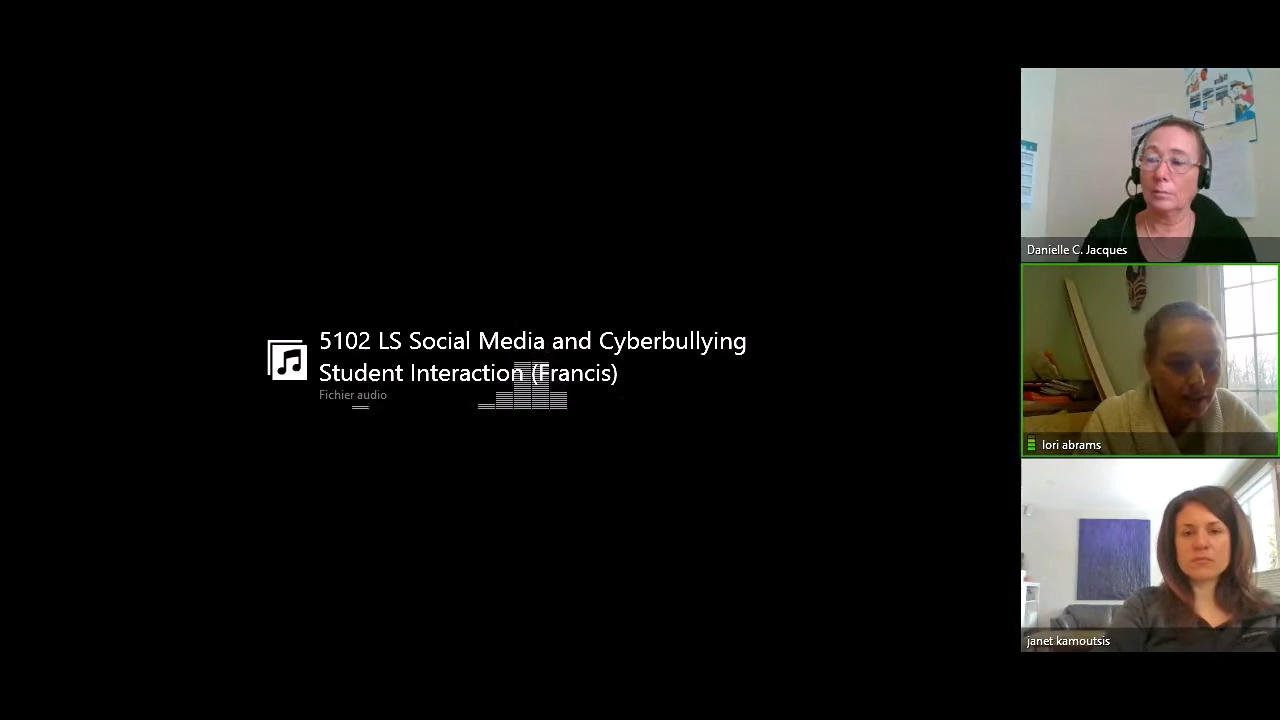 5102 LS Social Media and Cyberbullying
Student Interaction (Francis)
Fichier audio
Danielle C. Jacques
lori abrams
janet kamoutsis